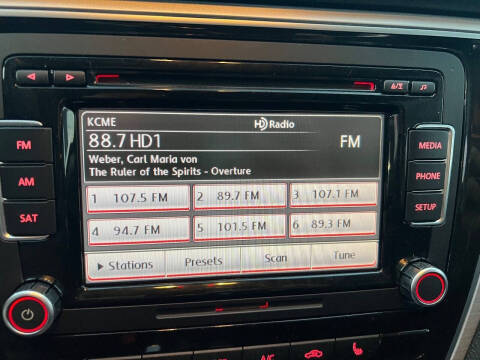 KCME
HD Radio
88.7 HD1
FM
Weber, Carl Maria von
The Ruler of the Spirits - Overture
1 107.5 FM
2 89.7 FM
3 107.1 FM
4 94.7 FM
5 101.5 FM
6 89.3 FM
Stations
Presets
Scan
Tune
FM
AM
SAT
MEDIA
PHONE
SETUP
A/C